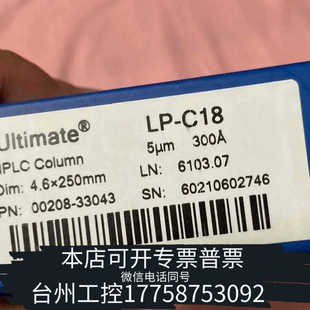 Ultimate® LP-C18
HPLC Column 5μm 300Å
Dim: 4.6×250mm LN: 6103.07
PN: 00208-33043 SN: 60210602746
本店可开专票普票
微信电话同号
台州工控17758753092